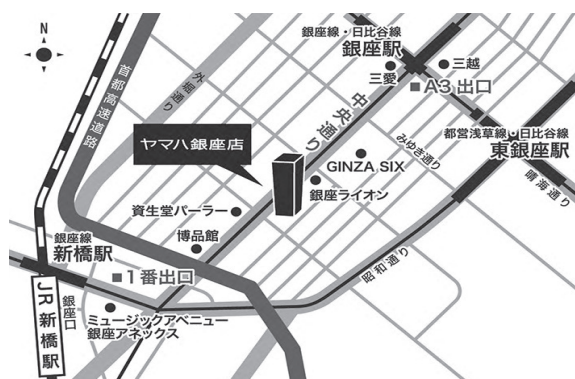 N
銀座線・日比谷線
銀座駅
三越
三愛
A3出口
首都高速道路
外堀通り
中央通り
都営浅草線・日比谷線
東銀座駅
ヤマハ銀座店
みゆき通り
GINZA SIX
晴海通り
銀座ライオン
資生堂パーラー
博品館
銀座線
新橋駅
昭和通り
1番出口
JR新橋駅
銀座口
ミュージックアベニュー
銀座アネックス